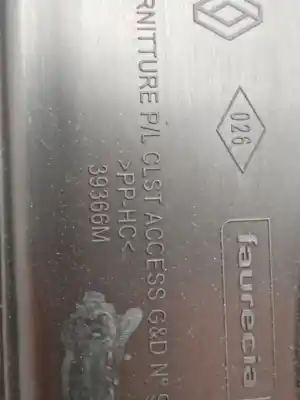 026
faurecia
RNITTURE P/L CLST ACCESS G&D N°
>PP-HC<
39366M